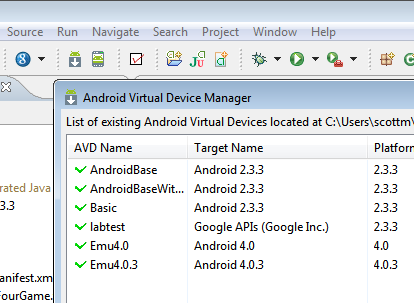 Source Run Navigate Search Project Window Help
Android Virtual Device Manager
List of existing Android Virtual Devices located at C:\Users\scottm
AVD Name Target Name Platfor
AndroidBase Android 2.3.3 2.3.3
AndroidBaseWit... Android 2.3.3 2.3.3
Basic Android 2.3.3 2.3.3
labtest Google APIs (Google Inc.) 2.3.3
Emu4.0 Android 4.0 4.0
Emu4.0.3 Android 4.0.3 4.0.3
rated Java
3.3
anifest.xm
FourGame.